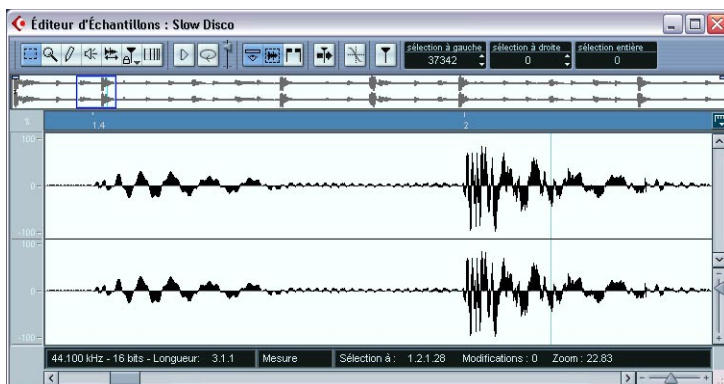 Éditeur d'Échantillons : Slow Disco
sélection à gauche sélection à droite sélection entière
37342 0 0
% 1.4 2
100
0
-100
100
0
-100
44.100 kHz - 16 bits - Longueur: 3.1.1 Mesure Sélection à : 1.2.1.28 Modifications : 0 Zoom : 22.83